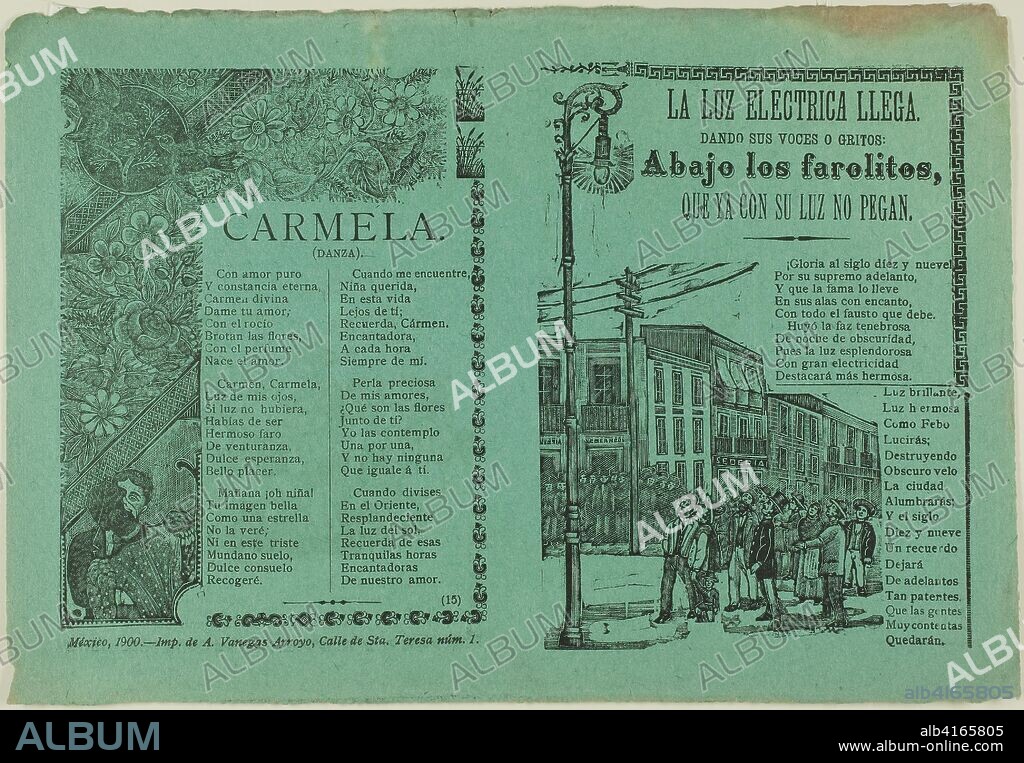 CARMELA.
(DANZA).
Con amor puro
Y constancia eterna,
Carmen divina
Dame tu amor;
Con el rocio
Brotan las flores,
Con el perfume
Nace el amor.
Carmen, Carmela,
Luz de mis ojos,
Si luz no hubiera,
Habias de ser
Hermoso faro
De venturanza,
Dulce esperanza,
Bello placer.
Mañana ¡oh niña!
Tu imagen bella
Como una estrella
No la veré;
Ni en este triste
Mundano suelo,
Dulce consuelo
Recogeré.
Cuando me encuentre,
Niña querida,
En esta vida
Lejos de tí;
Recuerda, Cármen.
Encantadora,
A cada hora
Siempre de mí.
Perla preciosa
De mis amores,
¿Qué son las flores
Junto de ti?
Yo las contemplo
Una por una,
Y no hay ninguna
Que iguale á tí.
Cuando divises
En el Oriente,
Resplandeciente
La luz del sol,
Recuerda de esas
Tranquilas horas
Encantadoras
De nuestro amor.
(15)
México, 1900.—Imp. de A. Vanegas Arroyo, Calle de Sta. Teresa núm. 1.
LA LUZ ELECTRICA LLEGA.
DANDO SUS VOCES O GRITOS:
Abajo los farolitos,
QUE YA CON SU LUZ NO PEGAN.
¡Gloria al siglo díez y nueve!
Por su supremo adelanto,
Y que la fama lo lleve
En sus alas con encanto,
Con todo el fausto que debe.
Huyó la faz tenebrosa
De noche de obscuridad,
Pues la luz esplendorosa
Con gran electricidad
Destacará más hermosa.
Luz brillante,
Luz hermosa
Como Febo
Lucirás;
Destruyendo
Obscuro velo
La ciudad
Alumbrarás;
Y el siglo
Diez y nueve
Un recuerdo
Dejará
De adelantos
Tan patentes,
Que las gentes
Muy contentas
Quedarán.
ALBUM
alb4165805
ALBUM
alb4165805
www.album-online.com